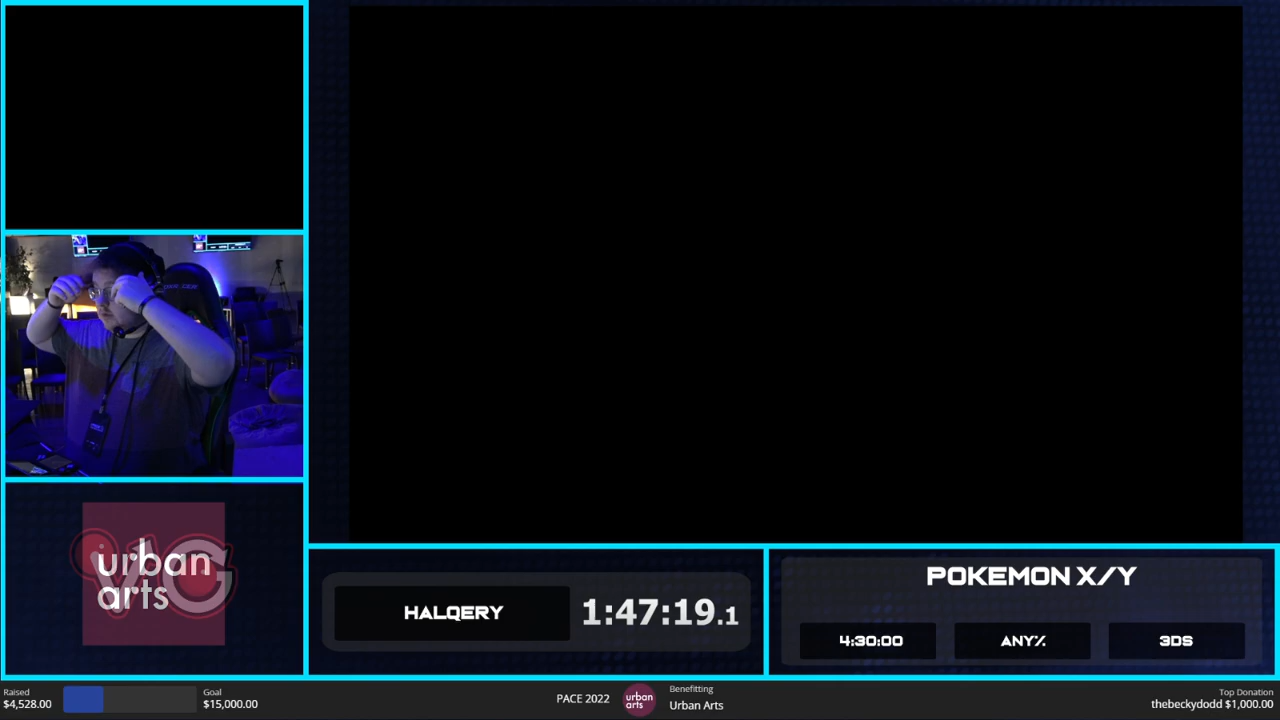 urban
arts
VG
HALQERY
1:47:19.1
POKEMON X/Y
4:30:00
ANY%
3DS
Raised
$4,528.00
Goal
$15,000.00
PACE 2022
urban
arts
Benefitting
Urban Arts
Top Donation
thebeckydodd $1,000.00